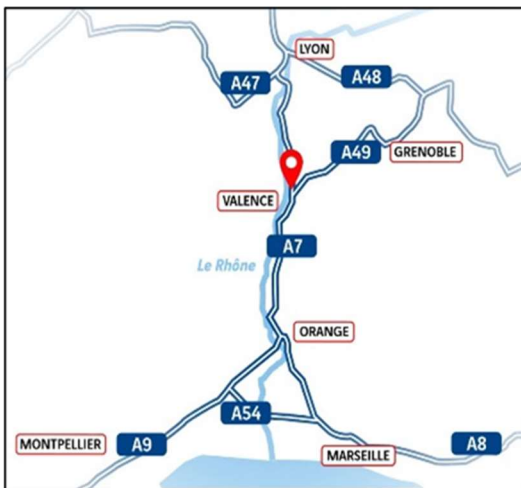 LYON
A47
A48
A49
GRENOBLE
VALENCE
A7
Le Rhône
ORANGE
A54
MONTPELLIER
A9
A8
MARSEILLE